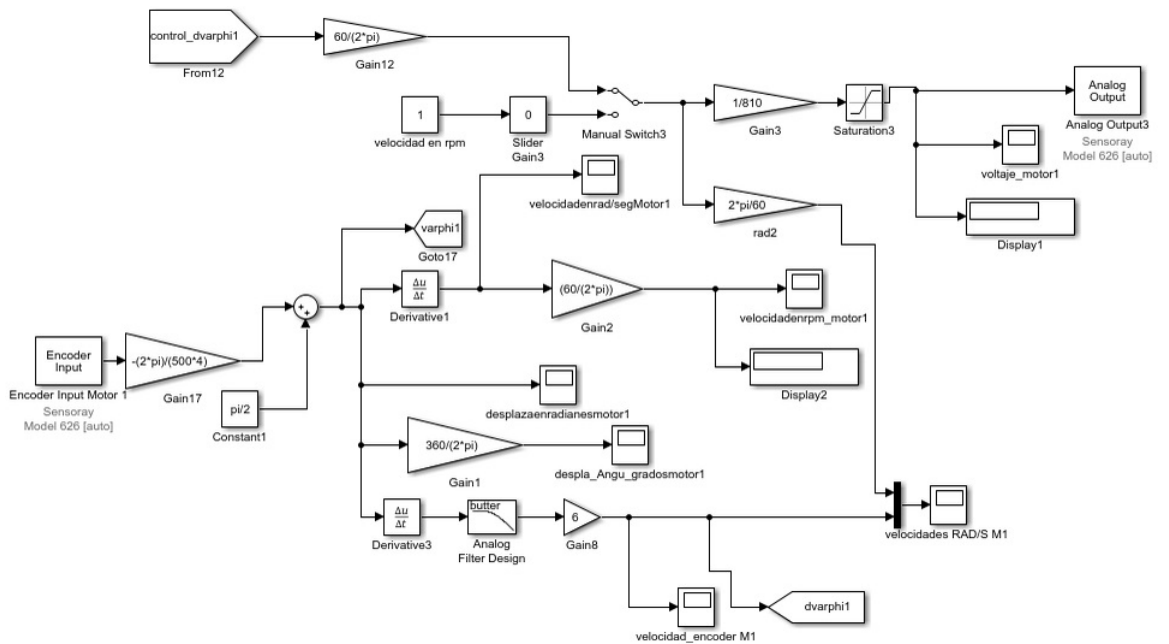 control_dvarphi1
From12
60/(2*pi)
Gain12
1
velocidad en rpm
0
Slider
Gain3
Manual Switch3
1/810
Gain3
Saturation3
Analog
Output
Analog Output3
Sensoray
Model 626 [auto]
voltaje_motor1
Display1
velocidadenrad/segMotor1
2*pi/60
rad2
varphi1
Goto17
Δu
Δt
Derivative1
(60/(2*pi))
Gain2
velocidadenrpm_motor1
Display2
Encoder
Input
Encoder Input Motor 1
Sensoray
Model 626 [auto]
-(2*pi)/(500*4)
Gain17
+
+
pi/2
Constant1
desplazaenradianesmotor1
360/(2*pi)
Gain1
despla_Angu_gradosmotor1
Δu
Δt
Derivative3
butter
Analog
Filter Design
6
Gain8
velocidades RAD/S M1
velocidad_encoder M1
dvarphi1